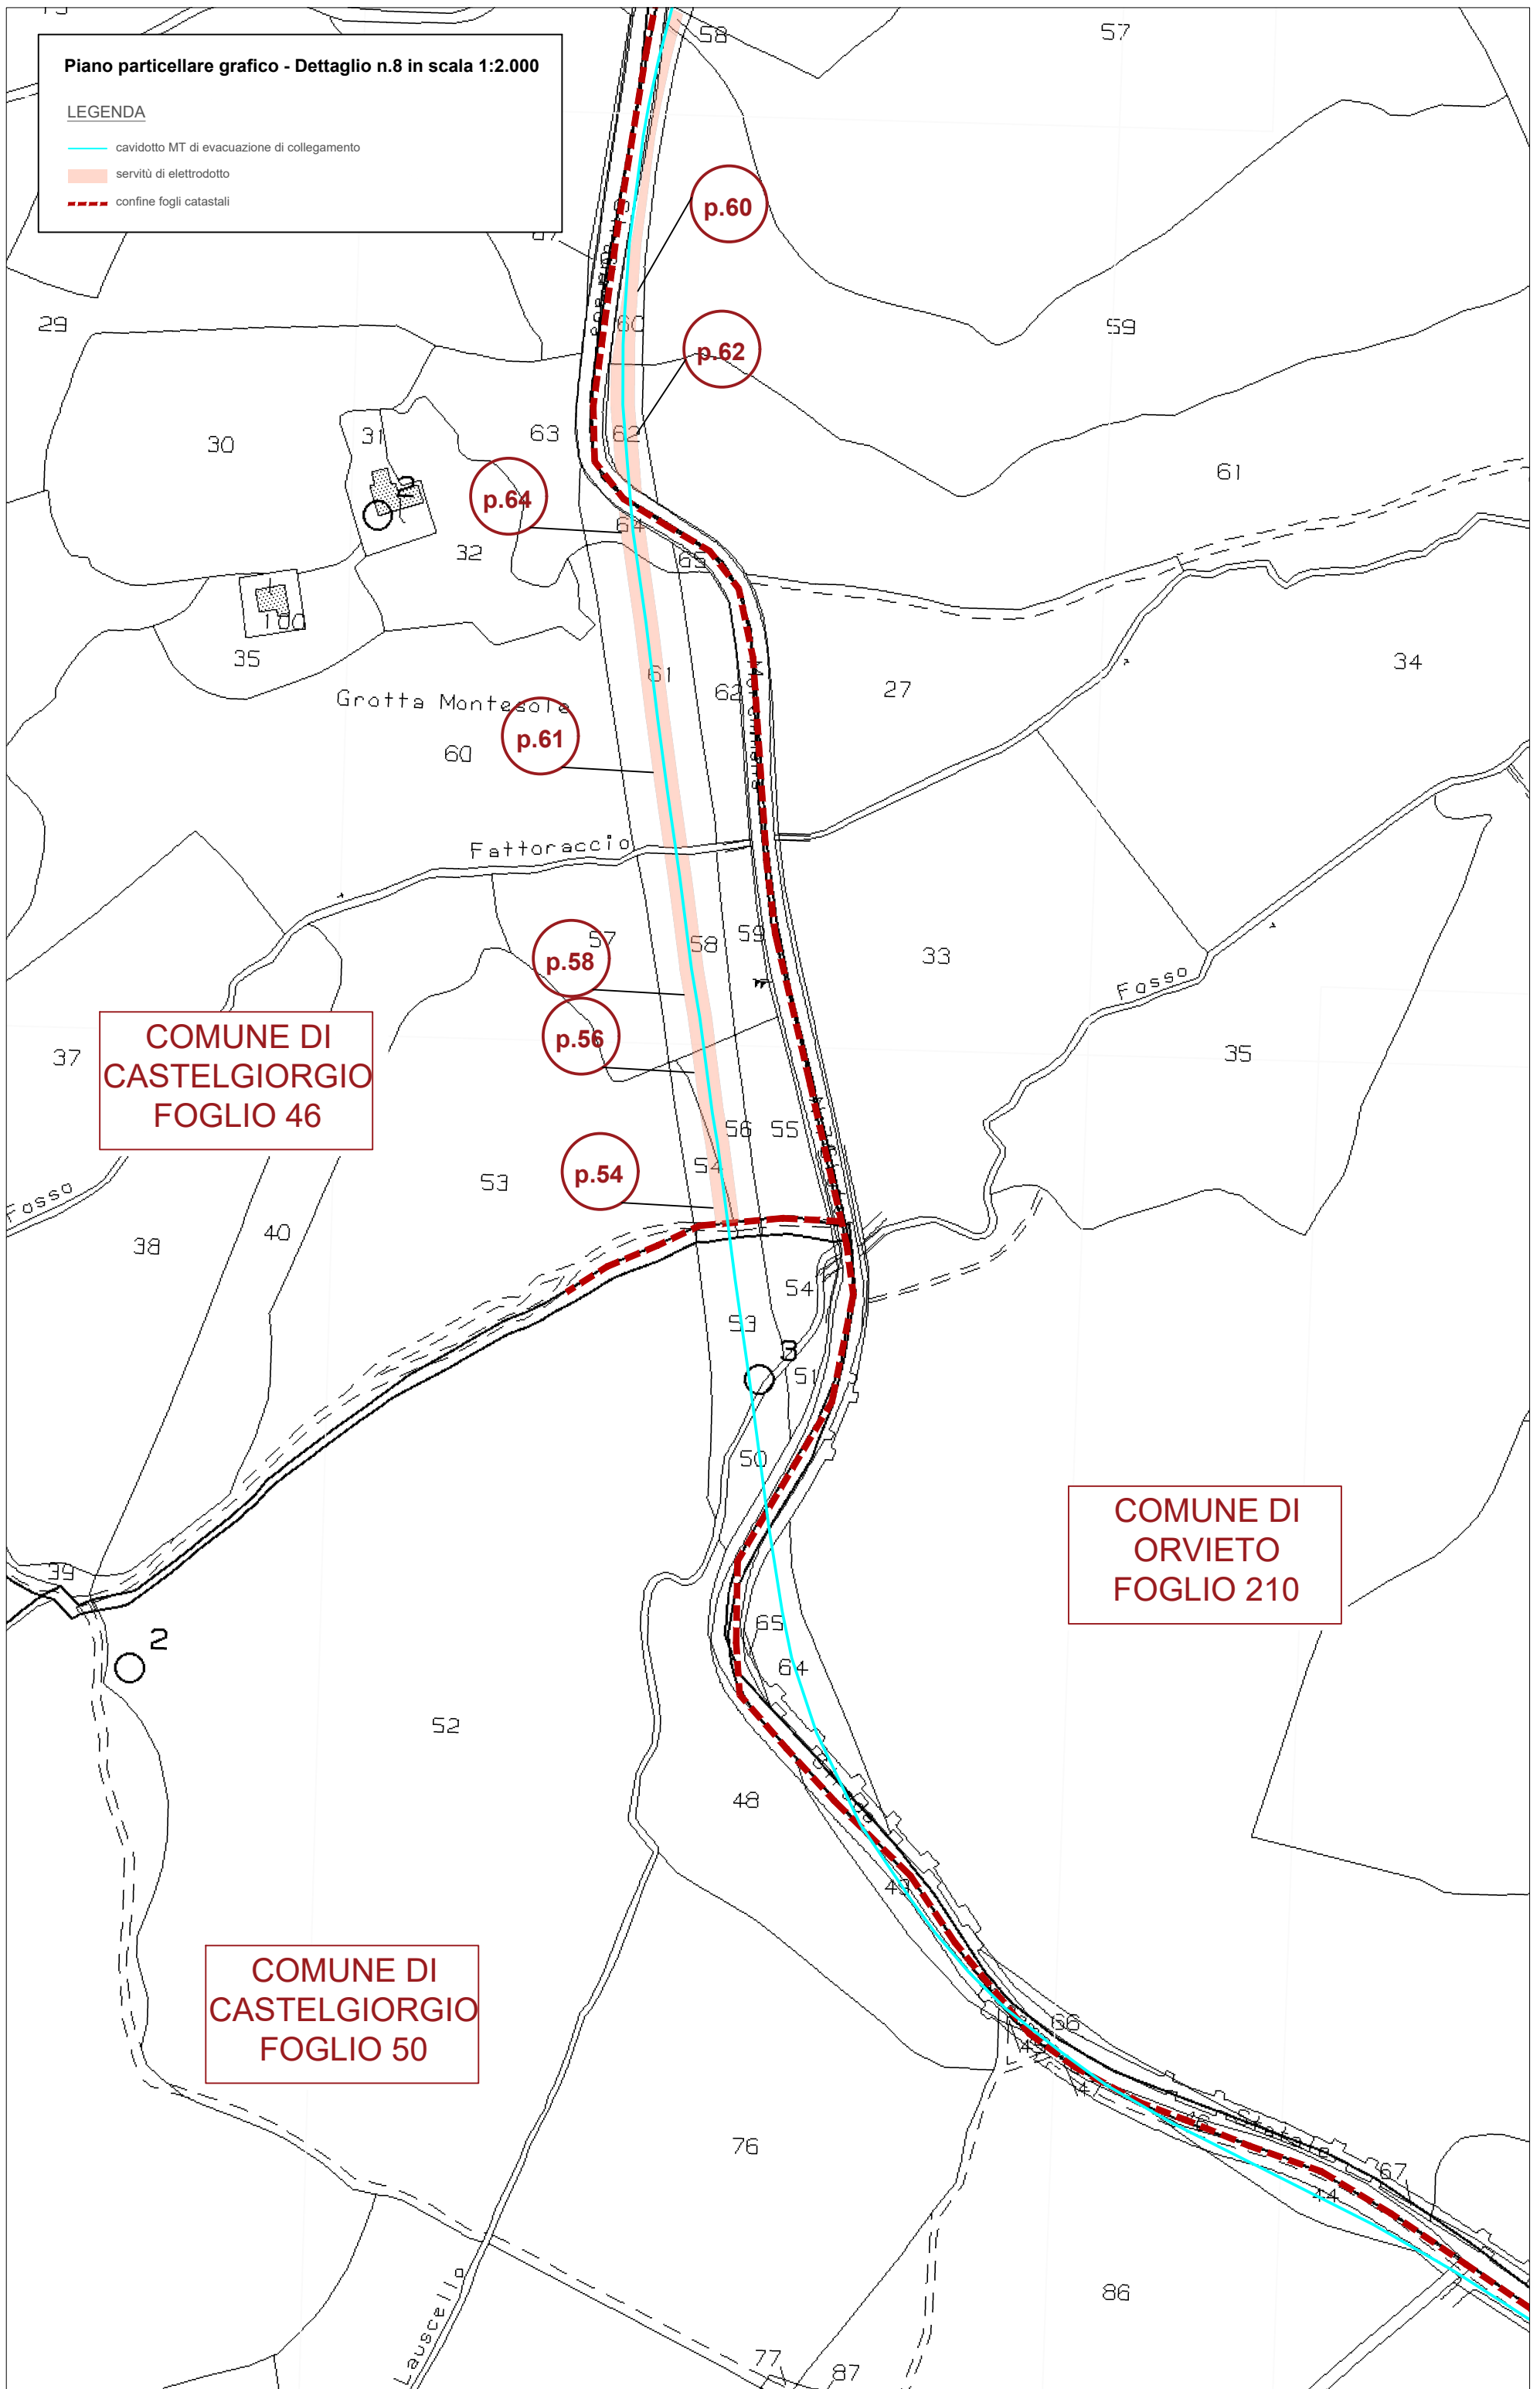 58
57
Piano particellare grafico - Dettaglio n.8 in scala 1:2.000
LEGENDA
cavidotto MT di evacuazione di collegamento
servitù di elettrodotto
confine fogli catastali
p.60
29
60
59
p.62
30
31
63
62
61
p.64
64
32
65
100
35
61
62
27
34
Grotta Montesole
p.61
60
Fattoraccio
57
58
59
33
p.58
Fosso
COMUNE DI
CASTELGIORGIO
FOGLIO 46
37
p.56
35
56
55
p.54
54
53
Fosso
38
40
54
53
3
51
50
COMUNE DI
ORVIETO
FOGLIO 210
39
2
65
64
52
48
49
COMUNE DI
CASTELGIORGIO
FOGLIO 50
66
45
47
46
Statale
76
67
44
86
Lauscello
77
87